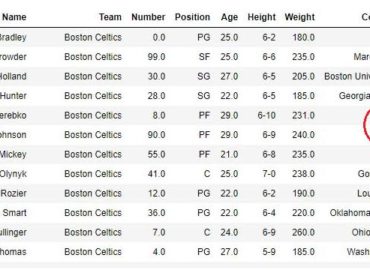 Name Team Number Position Age Height Weight Co
Bradley Boston Celtics 0.0 PG 25.0 6-2 180.0
rowder Boston Celtics 99.0 SF 25.0 6-6 235.0 Mar
Holland Boston Celtics 30.0 SG 27.0 6-5 205.0 Boston Univ
Hunter Boston Celtics 28.0 SG 22.0 6-5 185.0 Georgia
erebko Boston Celtics 8.0 PF 29.0 6-10 231.0
ohnson Boston Celtics 90.0 PF 29.0 6-9 240.0
Mickey Boston Celtics 55.0 PF 21.0 6-8 235.0
Olynyk Boston Celtics 41.0 C 25.0 7-0 238.0 Go
Rozier Boston Celtics 12.0 PG 22.0 6-2 190.0 Lou
Smart Boston Celtics 36.0 PG 22.0 6-4 220.0 Oklahoma
ullinger Boston Celtics 7.0 C 24.0 6-9 260.0 Ohio
homas Boston Celtics 4.0 PG 27.0 5-9 185.0 Wash